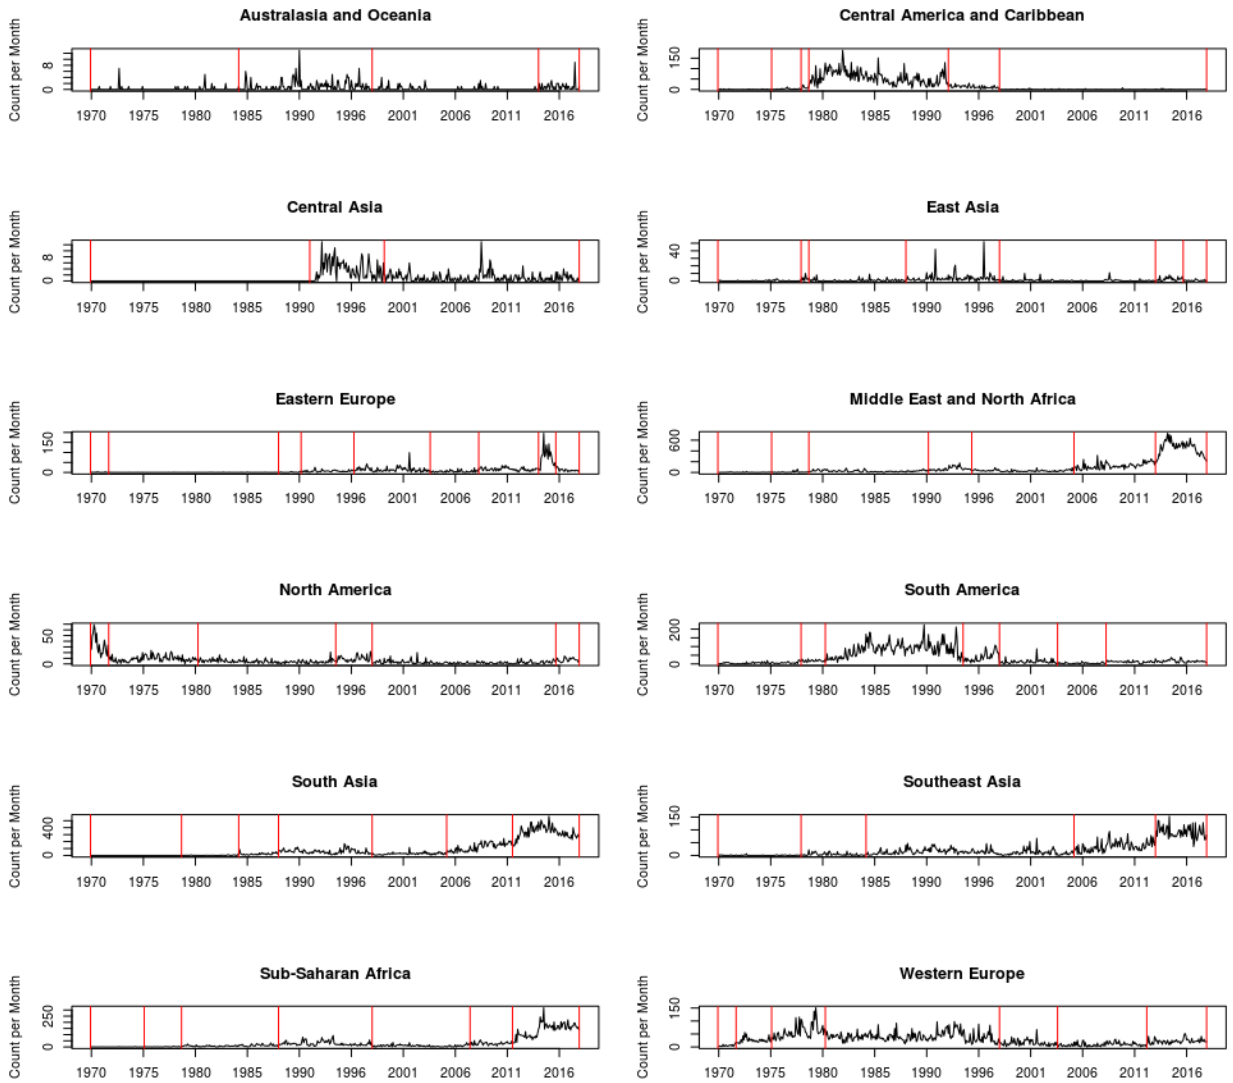 Australasia and Oceania
Count per Month
0 8
1970 1975 1980 1985 1990 1996 2001 2006 2011 2016
Central America and Caribbean
Count per Month
0 150
1970 1975 1980 1985 1990 1996 2001 2006 2011 2016
Central Asia
Count per Month
0 8
1970 1975 1980 1985 1990 1996 2001 2006 2011 2016
East Asia
Count per Month
0 40
1970 1975 1980 1985 1990 1996 2001 2006 2011 2016
Eastern Europe
Count per Month
0 150
1970 1975 1980 1985 1990 1996 2001 2006 2011 2016
Middle East and North Africa
Count per Month
0 600
1970 1975 1980 1985 1990 1996 2001 2006 2011 2016
North America
Count per Month
0 50
1970 1975 1980 1985 1990 1996 2001 2006 2011 2016
South America
Count per Month
0 200
1970 1975 1980 1985 1990 1996 2001 2006 2011 2016
South Asia
Count per Month
0 400
1970 1975 1980 1985 1990 1996 2001 2006 2011 2016
Southeast Asia
Count per Month
0 150
1970 1975 1980 1985 1990 1996 2001 2006 2011 2016
Sub-Saharan Africa
Count per Month
0 250
1970 1975 1980 1985 1990 1996 2001 2006 2011 2016
Western Europe
Count per Month
0 150
1970 1975 1980 1985 1990 1996 2001 2006 2011 2016